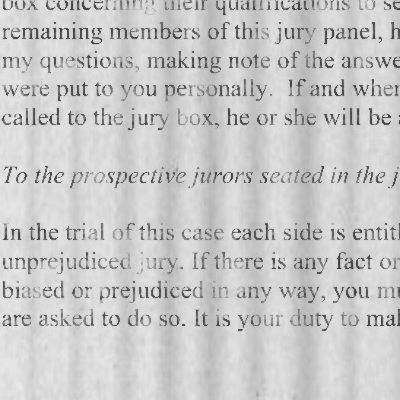 box concerning their qualifications to se
remaining members of this jury panel, h
my questions, making note of the answe
were put to you personally. If and when
called to the jury box, he or she will be a
To the prospective jurors seated in the j
In the trial of this case each side is entitl
unprejudiced jury. If there is any fact or
biased or prejudiced in any way, you mu
are asked to do so. It is your duty to mak